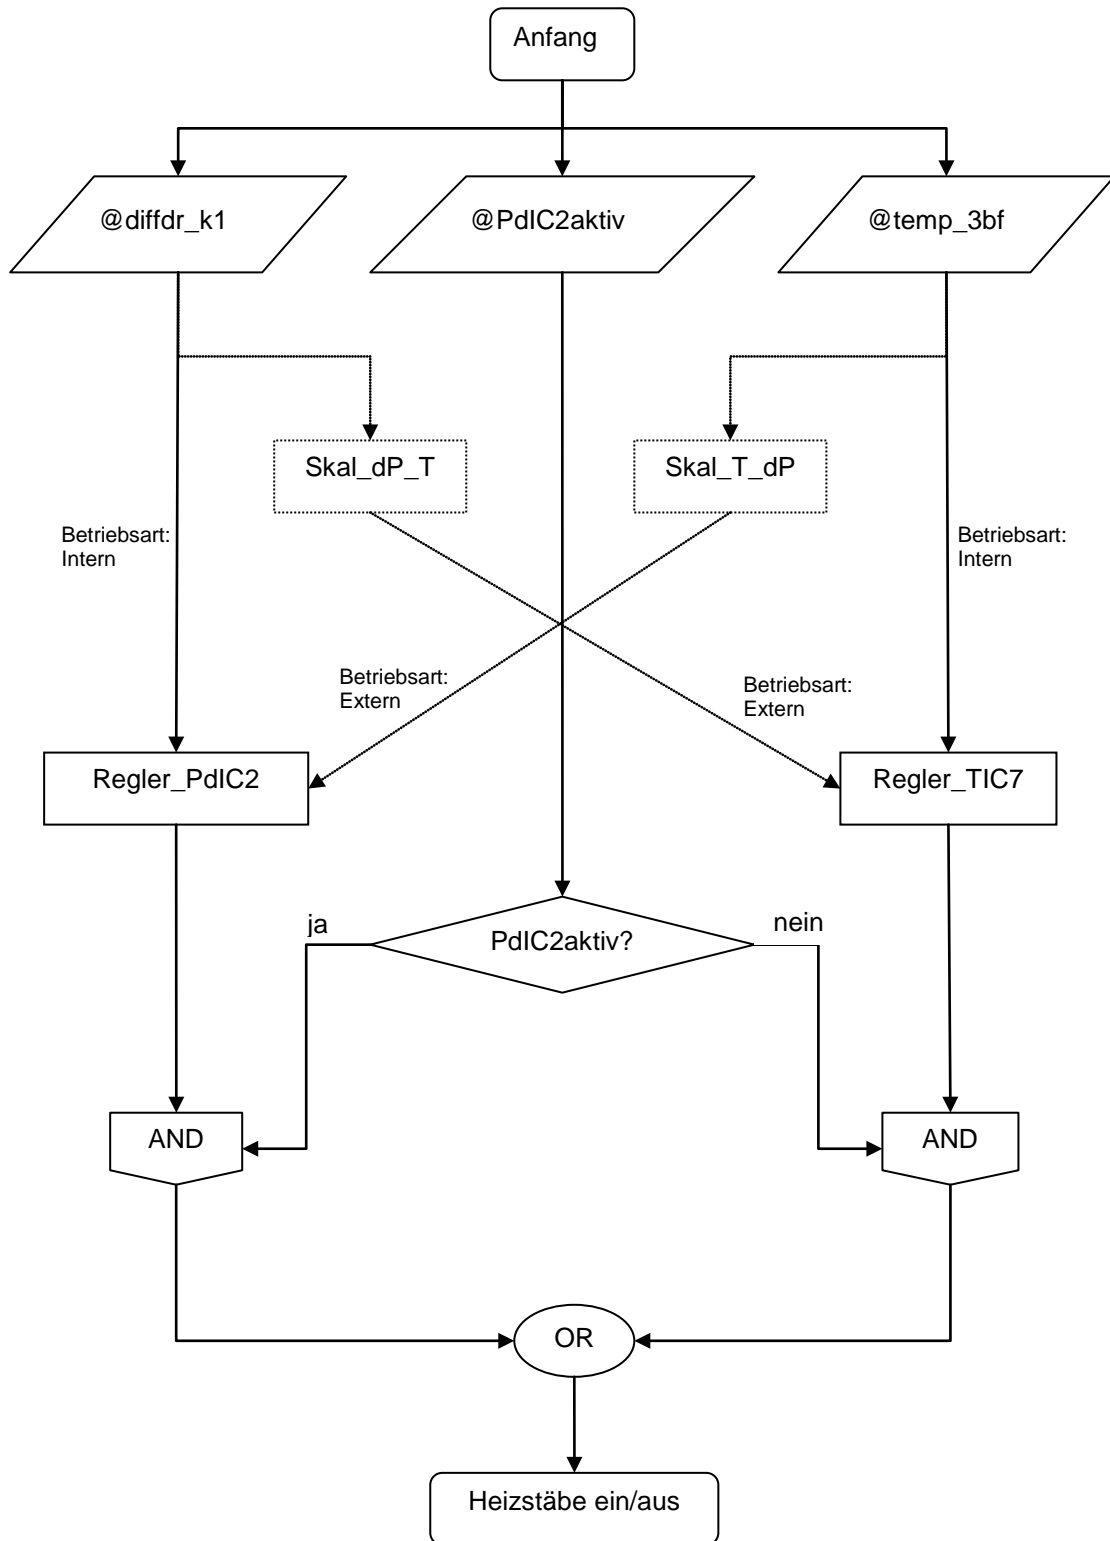 Anfang
@diffdr_k1
@PdIC2aktiv
@temp_3bf
Skal_dP_T
Skal_T_dP
Betriebsart:
Intern
Betriebsart:
Intern
Betriebsart:
Extern
Betriebsart:
Extern
Regler_PdIC2
Regler_TIC7
ja
nein
PdIC2aktiv?
AND
AND
OR
Heizstäbe ein/aus